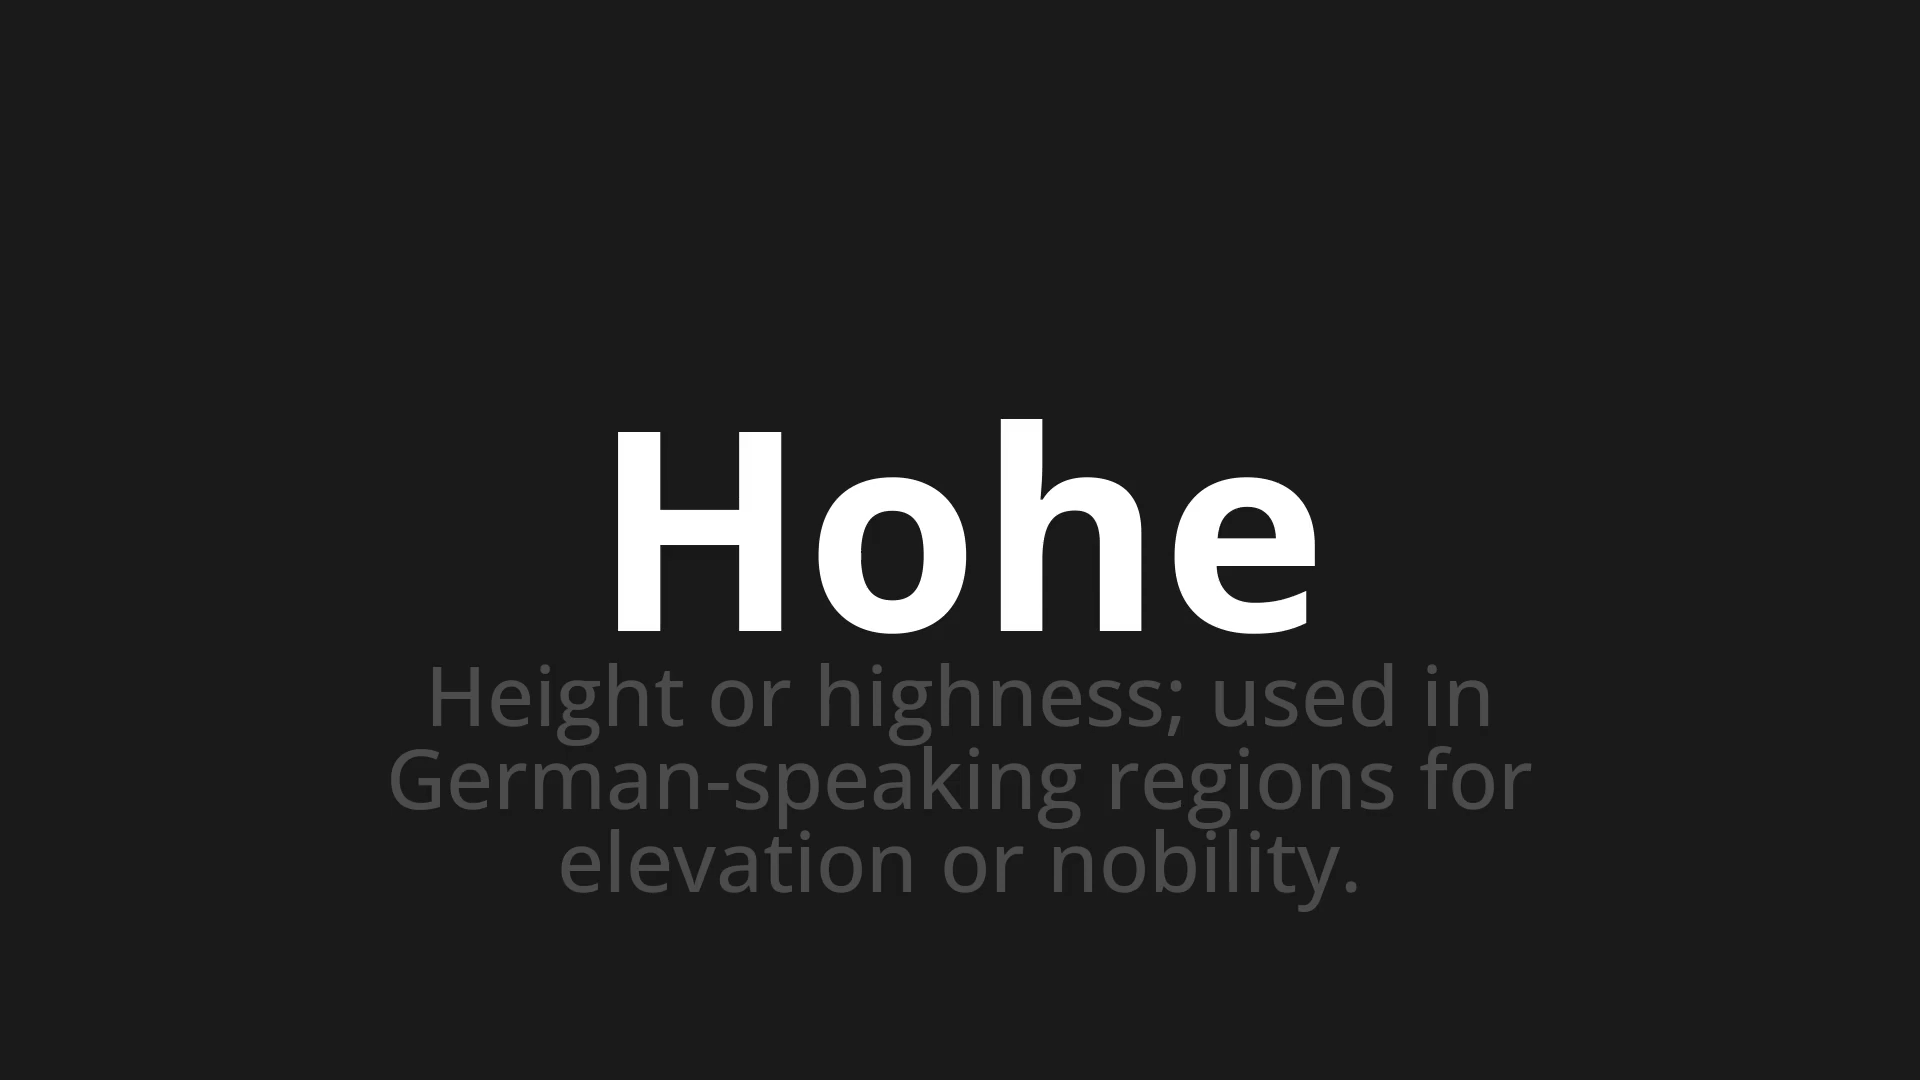 Hohe
Height or highness; used in
German-speaking regions for
elevation or nobility.